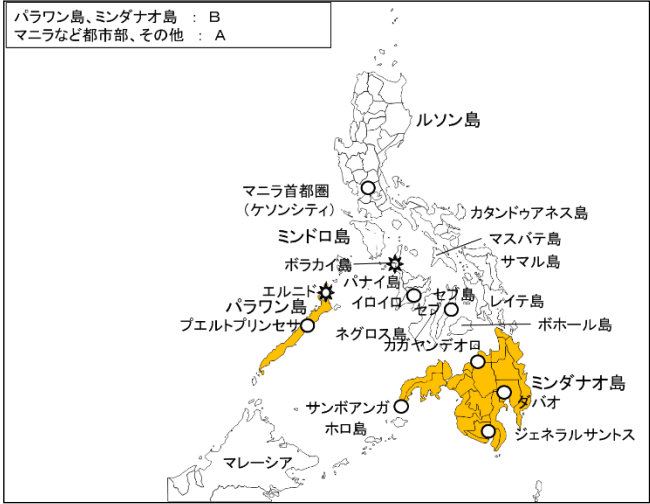 パラワン島、ミンダナオ島　：　Ｂ
マニラなど都市部、その他　：　Ａ
ルソン島
マニラ首都圏
（ケソンシティ）
カタンドゥアネス島
ミンドロ島
マスバテ島
ボラカイ島
サマル島
パナイ島
エルニド
イロイロ
セブ島
レイテ島
パラワン島
セブ
プエルトプリンセサ
ボホール島
ネグロス島
カガヤンデオロ
ミンダナオ島
ダバオ
サンボアンガ
ホロ島
ジェネラルサントス
マレーシア